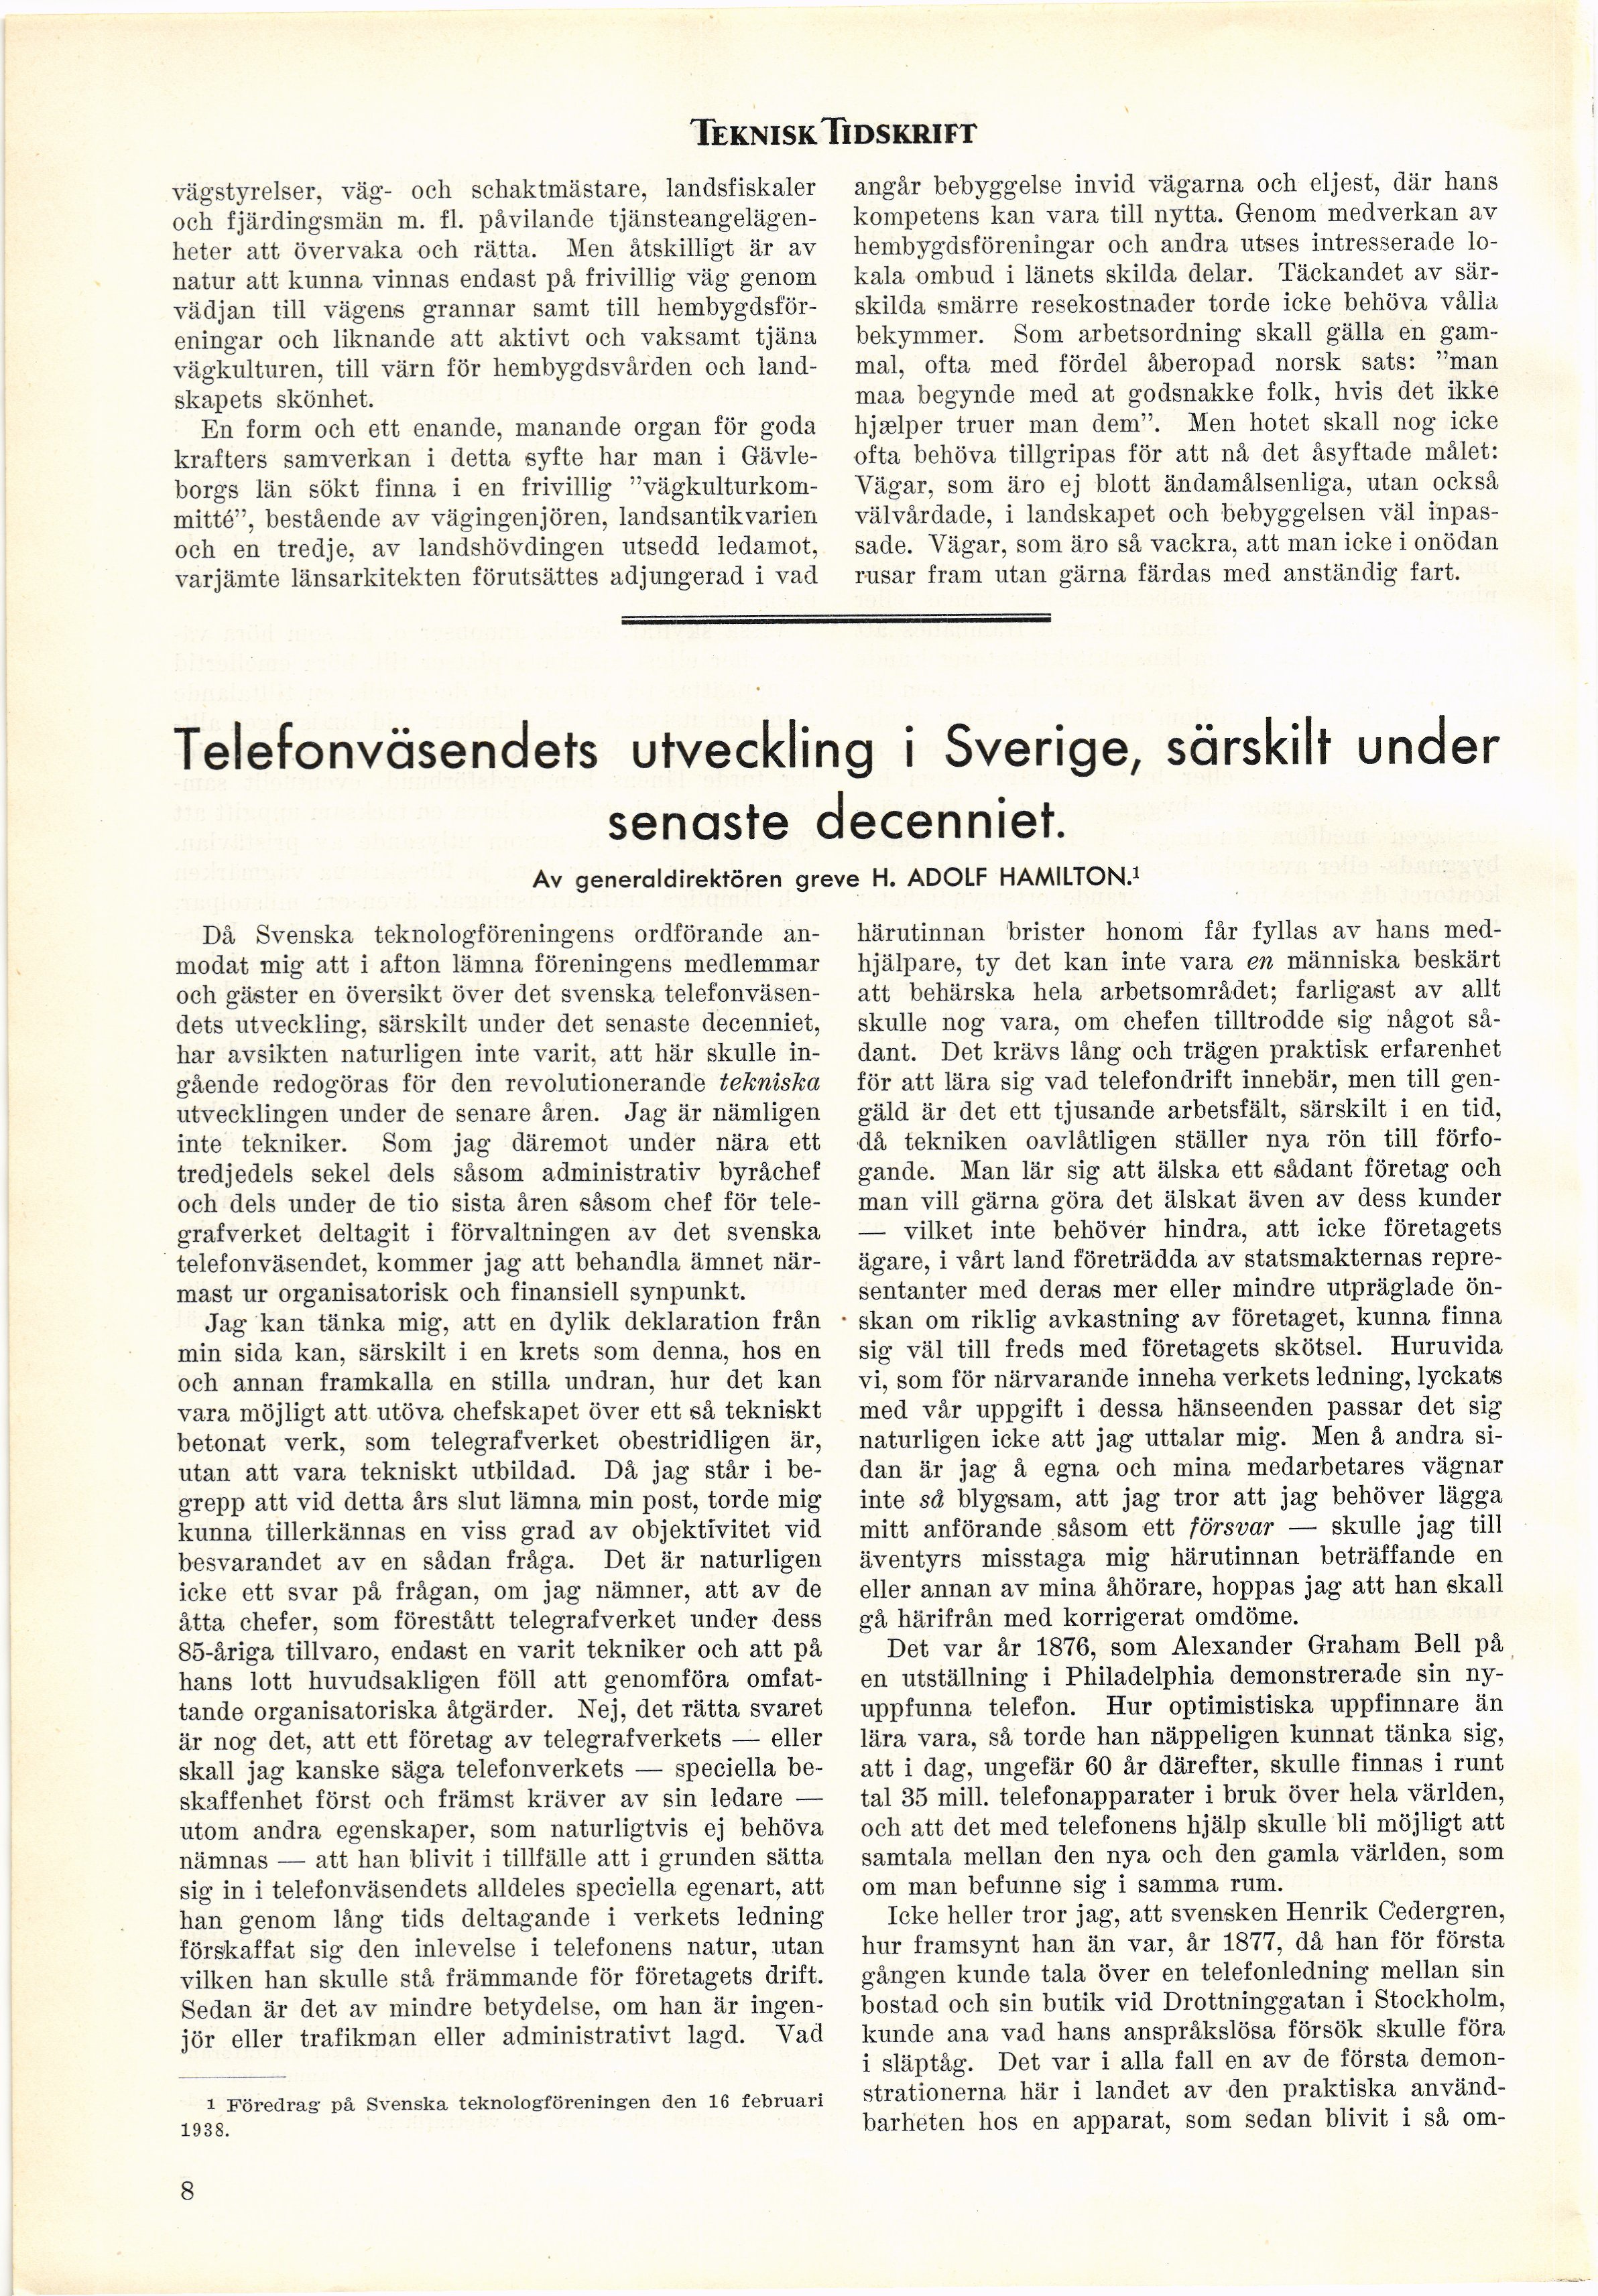 TEKNISK TIDSKRIFT
vägstyrelser, väg- och schaktmästare, landsfiskaler
och fjärdingsmän m. fl. påvilande tjänsteangelägen-
heter att övervaka och rätta. Men åtskilligt är av
natur att kunna vinnas endast på frivillig väg genom
vädjan till vägens grannar samt till hembygdsför-
eningar och liknande att aktivt och vaksamt tjäna
vägkulturen, till värn för hembygdsvården och land-
skapets skönhet.
En form och ett enande, manande organ för goda
krafters samverkan i detta syfte har man i Gävle-
borgs län sökt finna i en frivillig ”vägkulturkom-
mitté”, bestående av vägingenjören, landsantikvarien
och en tredje, av landshövdingen utsedd ledamot,
varjämte länsarkitekten förutsättes adjungerad i vad
angår bebyggelse invid vägarna och eljest, där hans
kompetens kan vara till nytta. Genom medverkan av
hembygdsföreningar och andra utses intresserade lo-
kala ombud i länets skilda delar. Täckandet av sär-
skilda smärre resekostnader torde icke behöva vålla
bekymmer. Som arbetsordning skall gälla en gam-
mal, ofta med fördel åberopad norsk sats: ”man
maa begynde med at godsnakke folk, hvis det ikke
hjælper truer man dem”. Men hotet skall nog icke
ofta behöva tillgripas för att nå det åsyftade målet:
Vägar, som äro ej blott ändamålsenliga, utan också
välvårdade, i landskapet och bebyggelsen väl inpas-
sade. Vägar, som äro så vackra, att man icke i onödan
rusar fram utan gärna färdas med anständig fart.
Telefonväsendets utveckling i Sverige, särskilt under
senaste decenniet.
Av generaldirektören greve H. ADOLF HAMILTON.¹
Då Svenska teknologföreningens ordförande an-
modat mig att i afton lämna föreningens medlemmar
och gäster en översikt över det svenska telefonväsen-
dets utveckling, särskilt under det senaste decenniet,
har avsikten naturligen inte varit, att här skulle in-
gående redogöras för den revolutionerande tekniska
utvecklingen under de senare åren. Jag är nämligen
inte tekniker. Som jag däremot under nära ett
tredjedels sekel dels såsom administrativ byråchef
och dels under de tio sista åren såsom chef för tele-
grafverket deltagit i förvaltningen av det svenska
telefonväsendet, kommer jag att behandla ämnet när-
mast ur organisatorisk och finansiell synpunkt.
Jag kan tänka mig, att en dylik deklaration från
min sida kan, särskilt i en krets som denna, hos en
och annan framkalla en stilla undran, hur det kan
vara möjligt att utöva chefskapet över ett så tekniskt
betonat verk, som telegrafverket obestridligen är,
utan att vara tekniskt utbildad. Då jag står i be-
grepp att vid detta års slut lämna min post, torde mig
kunna tillerkännas en viss grad av objektivitet vid
besvarandet av en sådan fråga. Det är naturligen
icke ett svar på frågan, om jag nämner, att av de
åtta chefer, som förestått telegrafverket under dess
85-åriga tillvaro, endast en varit tekniker och att på
hans lott huvudsakligen föll att genomföra omfat-
tande organisatoriska åtgärder. Nej, det rätta svaret
är nog det, att ett företag av telegrafverkets — eller
skall jag kanske säga telefonverkets — speciella be-
skaffenhet först och främst kräver av sin ledare —
utom andra egenskaper, som naturligtvis ej behöva
nämnas — att han blivit i tillfälle att i grunden sätta
sig in i telefonväsendets alldeles speciella egenart, att
han genom lång tids deltagande i verkets ledning
förskaffat sig den inlevelse i telefonens natur, utan
vilken han skulle stå främmande för företagets drift.
Sedan är det av mindre betydelse, om han är ingen-
jör eller trafikman eller administrativt lagd. Vad
¹ Föredrag på Svenska teknologföreningen den 16 februari
1938.
härutinnan brister honom får fyllas av hans med-
hjälpare, ty det kan inte vara en människa beskärt
att behärska hela arbetsområdet; farligast av allt
skulle nog vara, om chefen tilltrodde sig något så-
dant. Det krävs lång och trägen praktisk erfarenhet
för att lära sig vad telefondrift innebär, men till gen-
gäld är det ett tjusande arbetsfält, särskilt i en tid,
då tekniken oavlåtligen ställer nya rön till förfo-
gande. Man lär sig att älska ett sådant företag och
man vill gärna göra det älskat även av dess kunder
— vilket inte behöver hindra, att icke företagets
ägare, i vårt land företrädda av statsmakternas repre-
sentanter med deras mer eller mindre utpräglade ön-
skan om riklig avkastning av företaget, kunna finna
sig väl till freds med företagets skötsel. Huruvida
vi, som för närvarande inneha verkets ledning, lyckats
med vår uppgift i dessa hänseenden passar det sig
naturligen icke att jag uttalar mig. Men å andra si-
dan är jag å egna och mina medarbetares vägnar
inte så blygsam, att jag tror att jag behöver lägga
mitt anförande såsom ett försvar — skulle jag till
äventyrs misstaga mig härutinnan beträffande en
eller annan av mina åhörare, hoppas jag att han skall
gå härifrån med korrigerat omdöme.
Det var år 1876, som Alexander Graham Bell på
en utställning i Philadelphia demonstrerade sin ny-
uppfunna telefon. Hur optimistiska uppfinnare än
lära vara, så torde han näppeligen kunnat tänka sig,
att i dag, ungefär 60 år därefter, skulle finnas i runt
tal 35 mill. telefonapparater i bruk över hela världen,
och att det med telefonens hjälp skulle bli möjligt att
samtala mellan den nya och den gamla världen, som
om man befunne sig i samma rum.
Icke heller tror jag, att svensken Henrik Cedergren,
hur framsynt han än var, år 1877, då han för första
gången kunde tala över en telefonledning mellan sin
bostad och sin butik vid Drottninggatan i Stockholm,
kunde ana vad hans anspråkslösa försök skulle föra
i släptåg. Det var i alla fall en av de första demon-
strationerna här i landet av den praktiska använd-
barheten hos en apparat, som sedan blivit i så om-
8